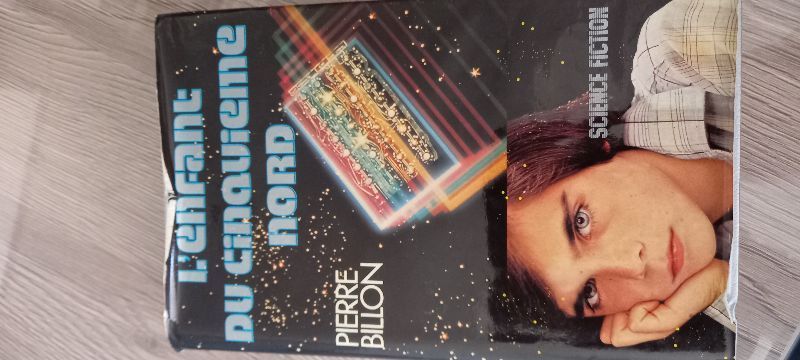 L'enfant
du cinquième
nord
PIERRE
BILLON
SCIENCE FICTION